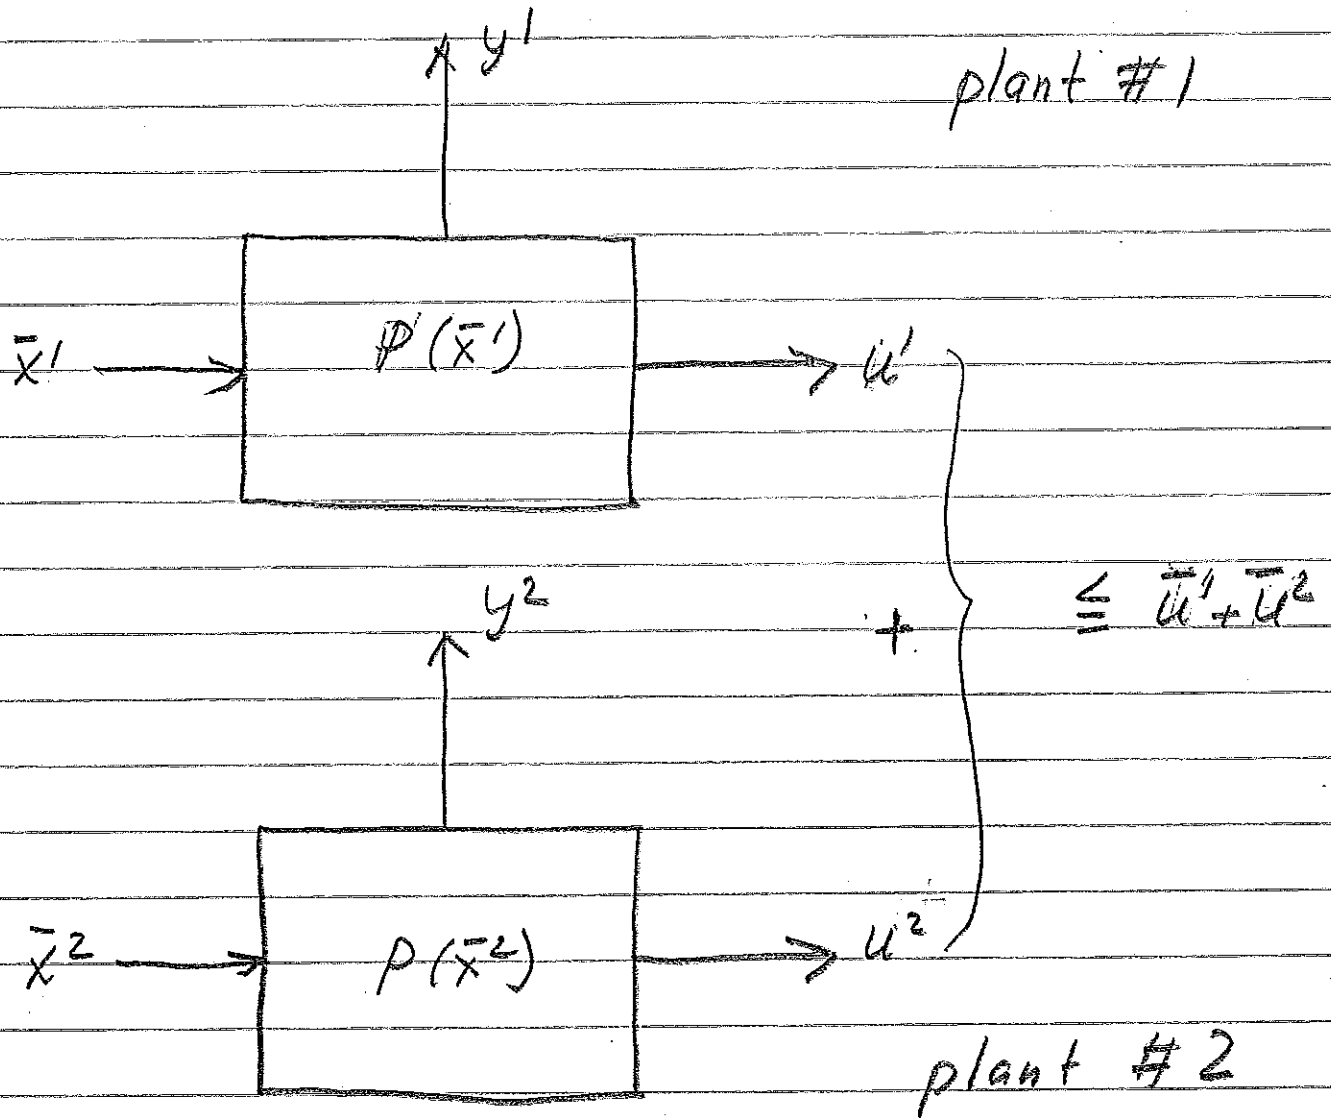 y¹
plant #1
x̄¹
P¹(x̄¹)
u¹
y²
+
≦ ū¹+ū²
x̄²
P(x̄²)
u²
plant #2